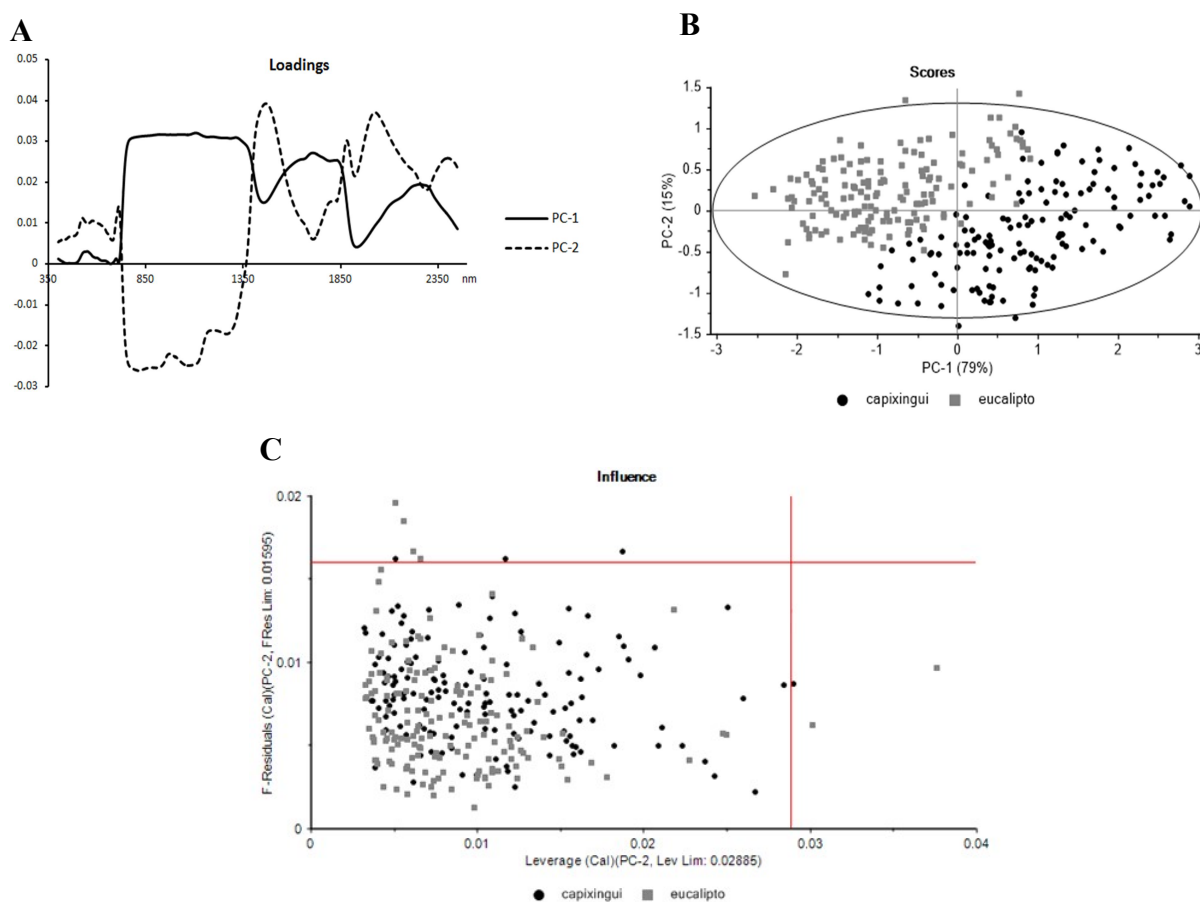 A
Loadings
0.05
0.04
0.03
0.02
0.01
0
-0.01
-0.02
-0.03
350 850 1350 1850 2350 nm
PC-1
PC-2
B
Scores
PC-2 (15%)
1.5
1
0.5
0
-0.5
-1
-1.5
-3 -2 -1 0 1 2 3
PC-1 (79%)
capixingui eucalipto
C
Influence
F-Residuals (Cal)(PC-2, FRes Lim: 0.01595)
0.02
0.01
0
0 0.01 0.02 0.03 0.04
Leverage (Cal)(PC-2, Lev Lim: 0.02885)
capixingui eucalipto